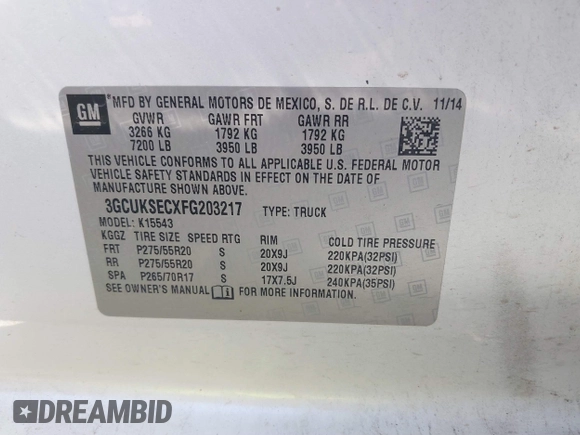 GM
MFD BY GENERAL MOTORS DE MEXICO, S. DE R.L. DE C.V. 11/14
GVWR GAWR FRT GAWR RR
3266 KG 1792 KG 1792 KG
7200 LB 3950 LB 3950 LB
THIS VEHICLE CONFORMS TO ALL APPLICABLE U.S. FEDERAL MOTOR
VEHICLE SAFETY STANDARDS IN EFFECT ON THE DATE OF
MANUFACTURE SHOWN ABOVE.
3GCUKSECXFG203217 TYPE: TRUCK
MODEL: K15543
KGGZ TIRE SIZE SPEED RTG RIM COLD TIRE PRESSURE
FRT P275/55R20 S 20X9J 220KPA(32PSI)
RR P275/55R20 S 20X9J 220KPA(32PSI)
SPA P265/70R17 S 17X7.5J 240KPA(35PSI)
SEE OWNER'S MANUAL FOR MORE INFORMATION.
DREAMBID